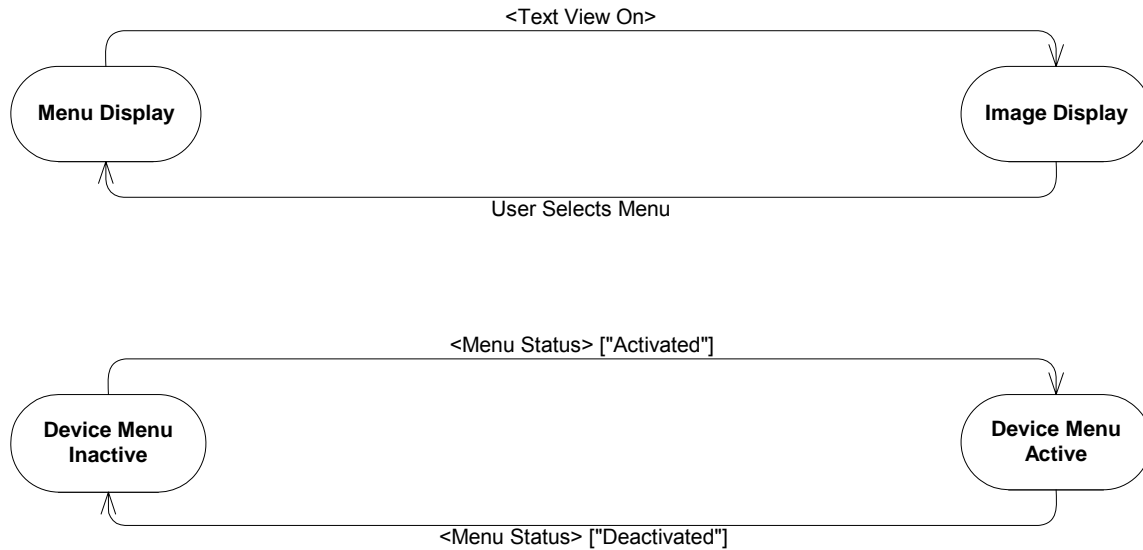 <Text View On>
Menu Display
Image Display
User Selects Menu
<Menu Status> ["Activated"]
Device Menu
Inactive
Device Menu
Active
<Menu Status> ["Deactivated"]